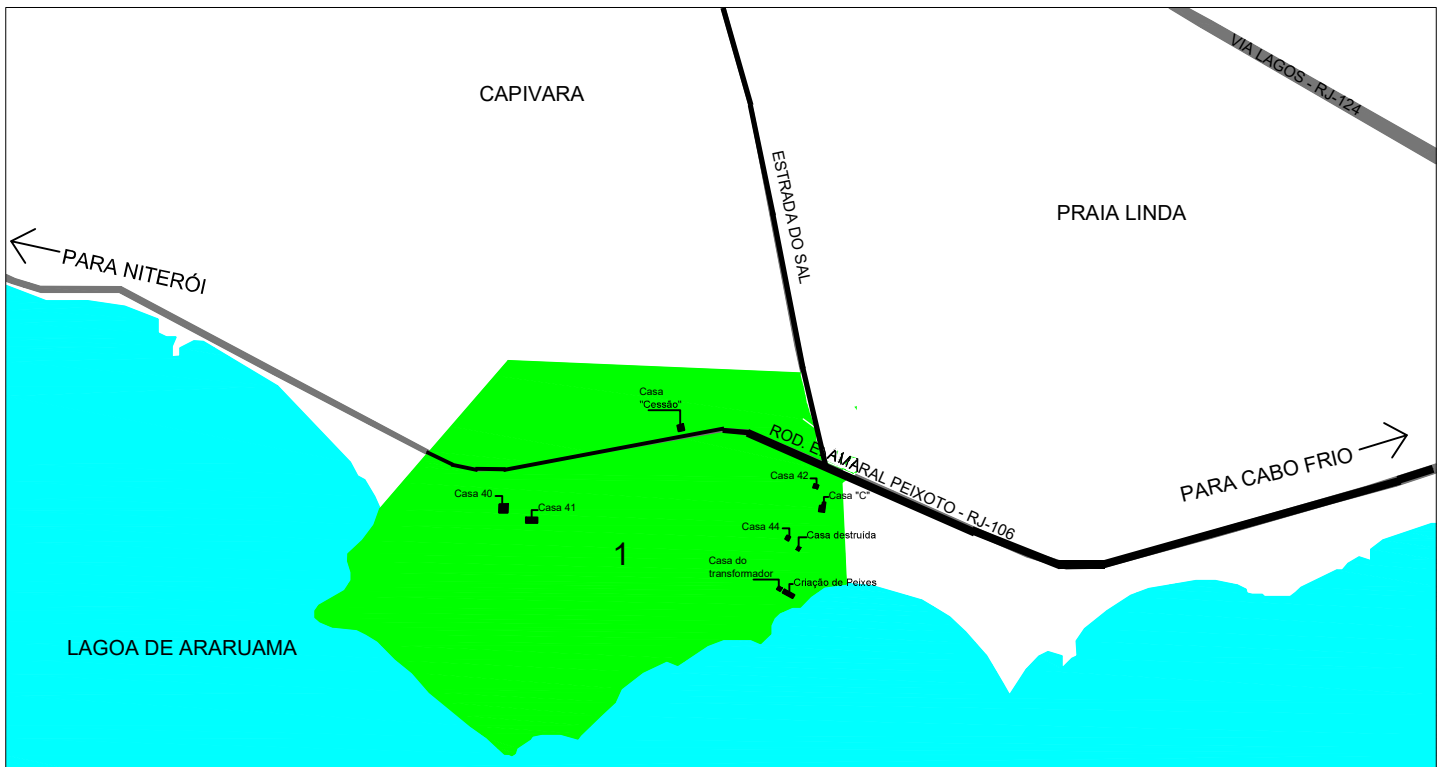 VIA LAGOS - RJ-124
CAPIVARA
ESTRADA DO SAL
PRAIA LINDA
PARA NITERÓI
Casa
"Cessão"
ROD. E. AMARAL PEIXOTO - RJ-106
PARA CABO FRIO
Casa 42
Casa 40
Casa "C"
Casa 41
Casa 44
Casa destruída
1
Casa do
transformador
Criação de Peixes
LAGOA DE ARARUAMA